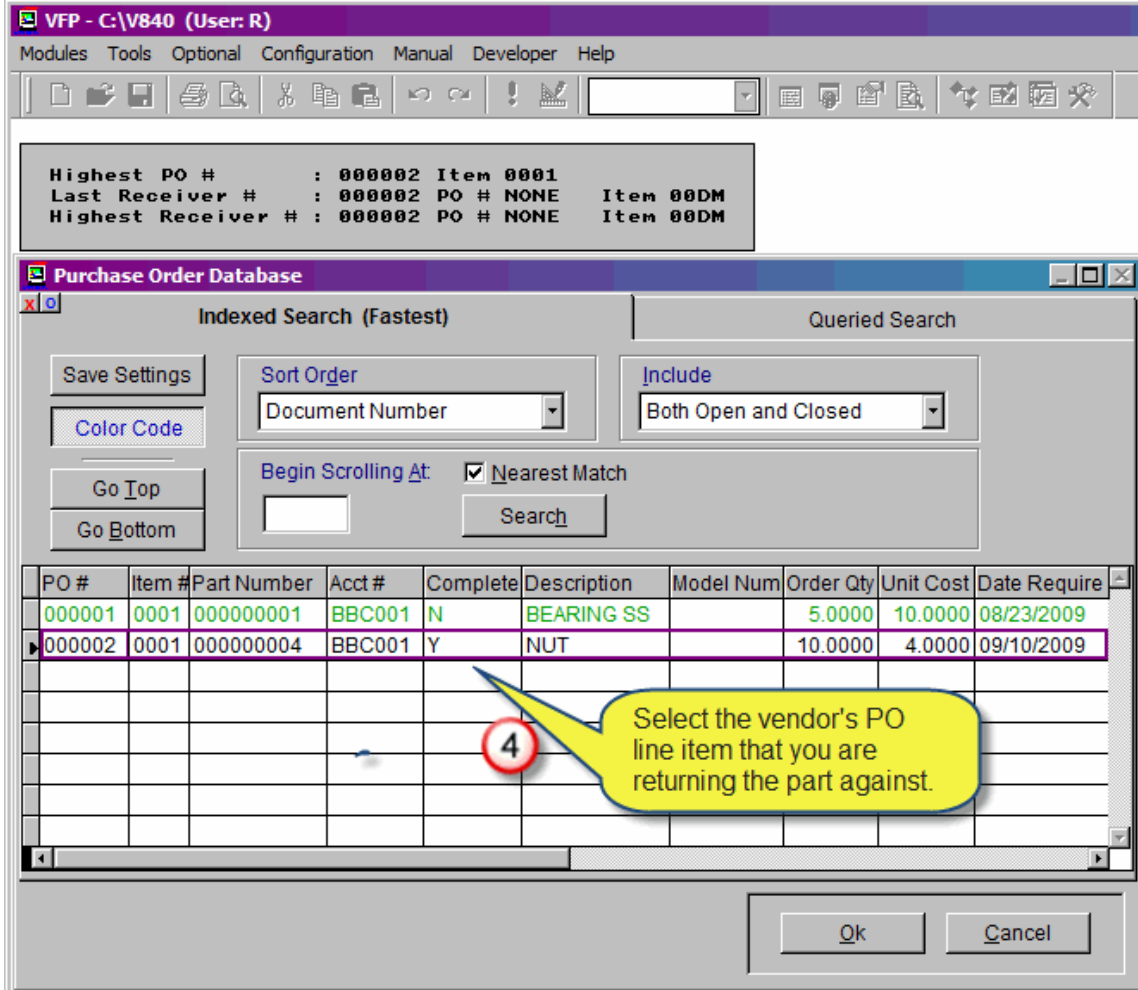 VFP - C:\V840 (User: R)
Modules Tools Optional Configuration Manual Developer Help
Highest PO # : 000002 Item 0001
Last Receiver # : 000002 PO # NONE Item 00DM
Highest Receiver # : 000002 PO # NONE Item 00DM
Purchase Order Database
X O
Indexed Search (Fastest) Queried Search
Save Settings Sort Order Include
Document Number Both Open and Closed
Color Code
Begin Scrolling At: Nearest Match
Go Top
Search
Go Bottom
PO # Item # Part Number Acct # Complete Description Model Num Order Qty Unit Cost Date Require
000001 0001 000000001 BBC001 N BEARING SS 5.0000 10.0000 08/23/2009
000002 0001 000000004 BBC001 Y NUT 10.0000 4.0000 09/10/2009
4
Select the vendor's PO
line item that you are
returning the part against.
Ok Cancel